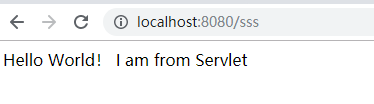 localhost:8080/sss
Hello World！ I am from Servlet